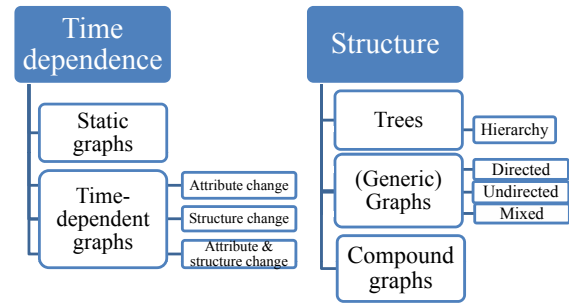 Time
dependence
Static
graphs
Time-
dependent
graphs
Attribute change
Structure change
Attribute &
structure change
Structure
Trees
Hierarchy
(Generic)
Graphs
Directed
Undirected
Mixed
Compound
graphs